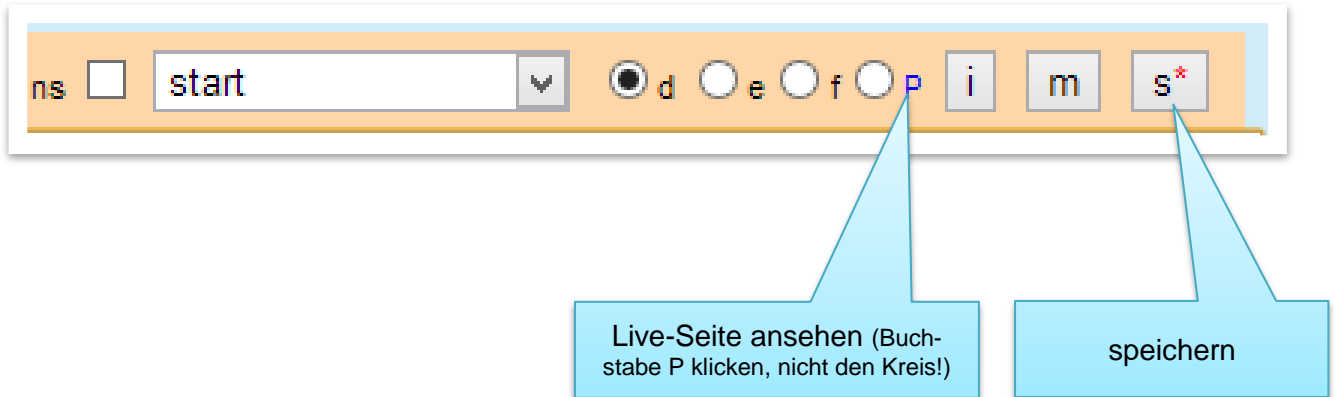 ns start d e f P i m s*
Live-Seite ansehen (Buch-
stabe P klicken, nicht den Kreis!)
speichern